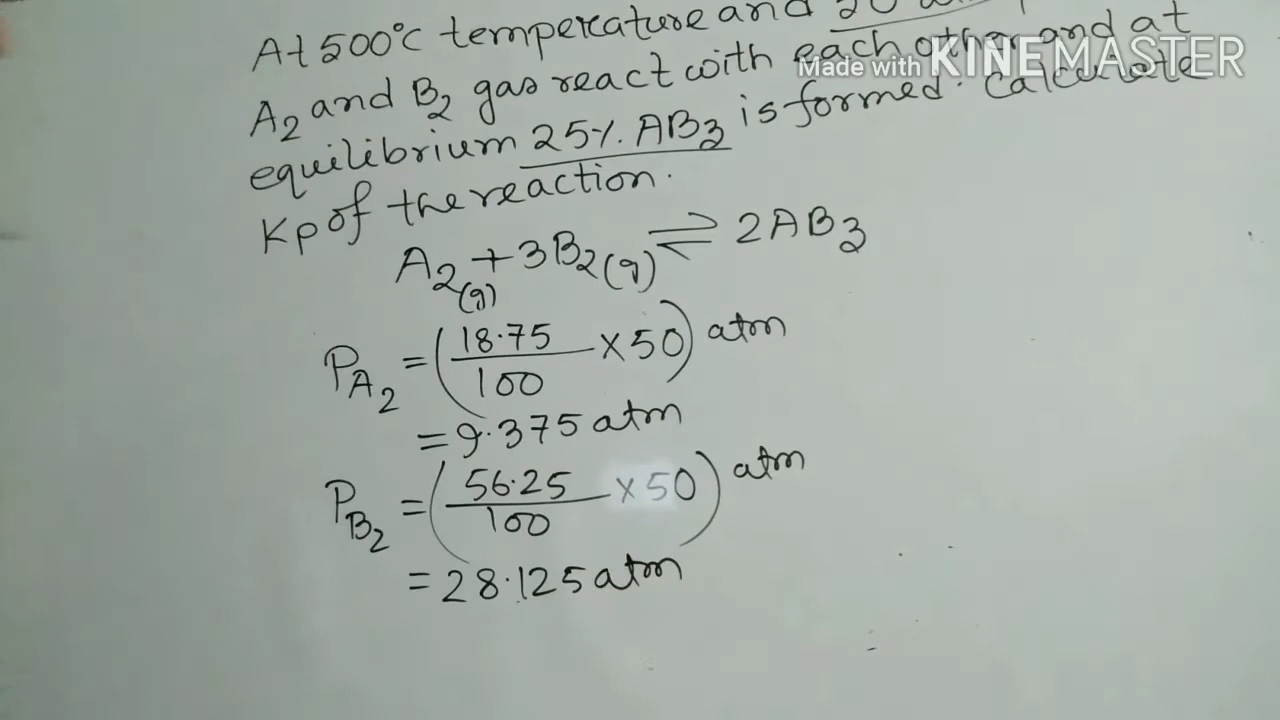 At 500°C temperature and
A2 and B2 gas react with each other and at
equilibrium 25%. AB3 is formed. Calculate
Kp of the reaction.
A2(g) + 3B2(g) ⇌ 2AB3
PA2 = (18.75/100 × 50) atm
= 9.375 atm
PB2 = (56.25/100 × 50) atm
= 28.125 atm
Made with KINEMASTER